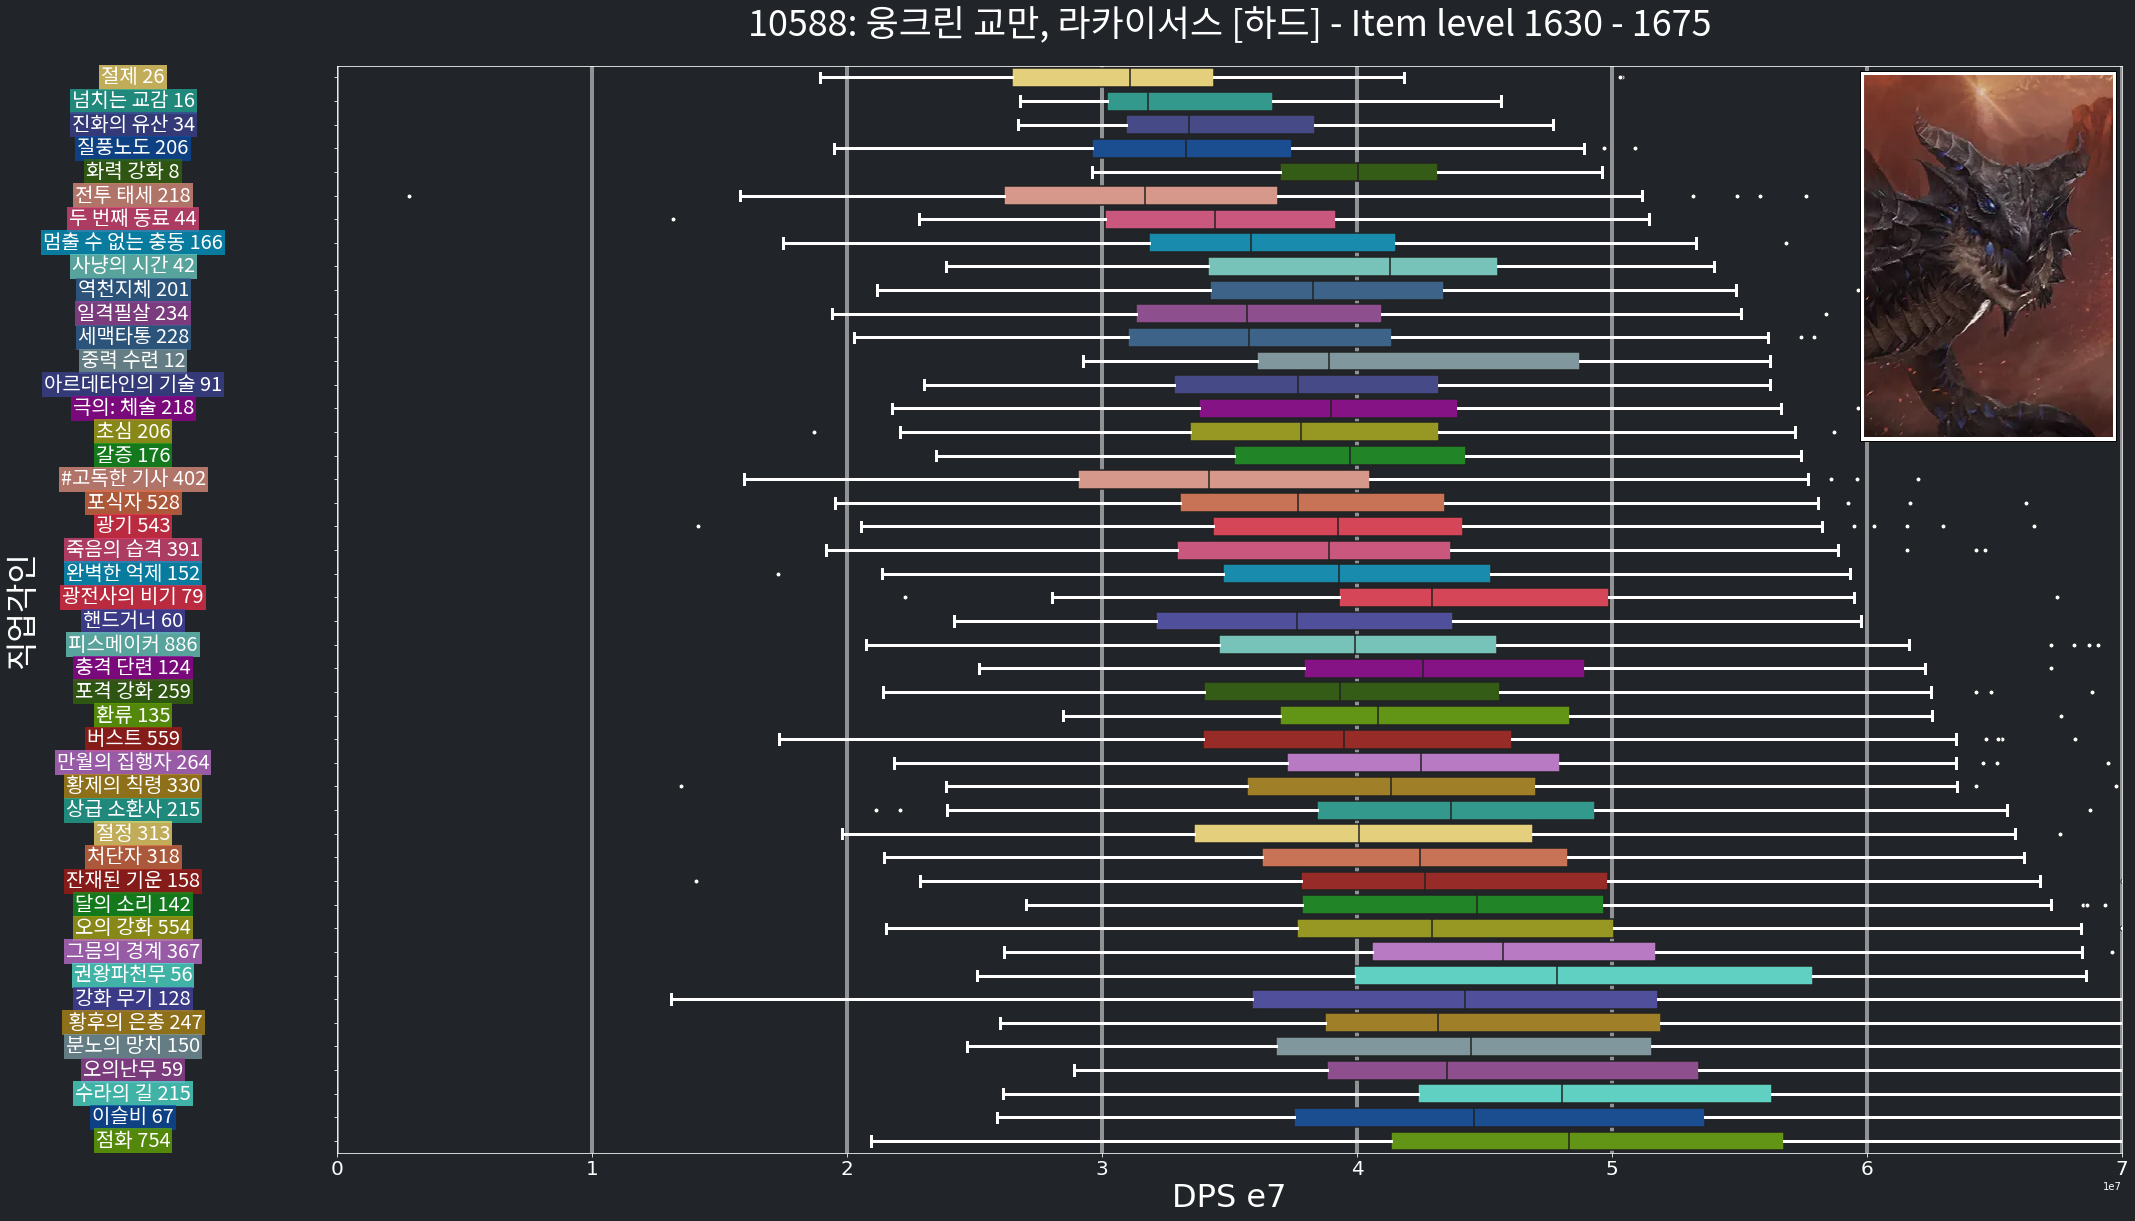 10588: 웅크린 교만, 라카이서스 [하드] - Item level 1630 - 1675
절제 26
넘치는 교감 16
진화의 유산 34
질풍노도 206
화력 강화 8
전투 태세 218
두 번째 동료 44
멈출 수 없는 충동 166
사냥의 시간 42
역천지체 201
일격필살 234
세맥타통 228
중력 수련 12
아르데타인의 기술 91
극의: 체술 218
초심 206
갈증 176
#고독한 기사 402
포식자 528
광기 543
죽음의 습격 391
완벽한 억제 152
광전사의 비기 79
핸드거너 60
피스메이커 886
충격 단련 124
포격 강화 259
환류 135
버스트 559
만월의 집행자 264
황제의 칙령 330
상급 소환사 215
절정 313
처단자 318
잔재된 기운 158
달의 소리 142
오의 강화 554
그믐의 경계 367
권왕파천무 56
강화 무기 128
황후의 은총 247
분노의 망치 150
오의난무 59
수라의 길 215
이슬비 67
점화 754
직업각인
0 1 2 3 4 5 6 7
1e7
DPS e7